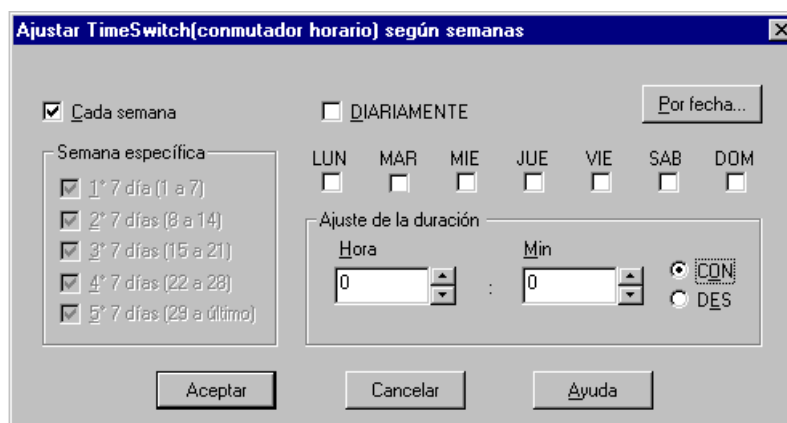 Ajustar TimeSwitch(conmutador horario) según semanas
Cada semana
DIARIAMENTE
Por fecha...
Semana específica
1° 7 día (1 a 7)
2° 7 días (8 a 14)
3° 7 días (15 a 21)
4° 7 días (22 a 28)
5° 7 días (29 a último)
LUN MAR MIE JUE VIE SAB DOM
Ajuste de la duración
Hora Min
0 : 0
CON
DES
Aceptar Cancelar Ayuda